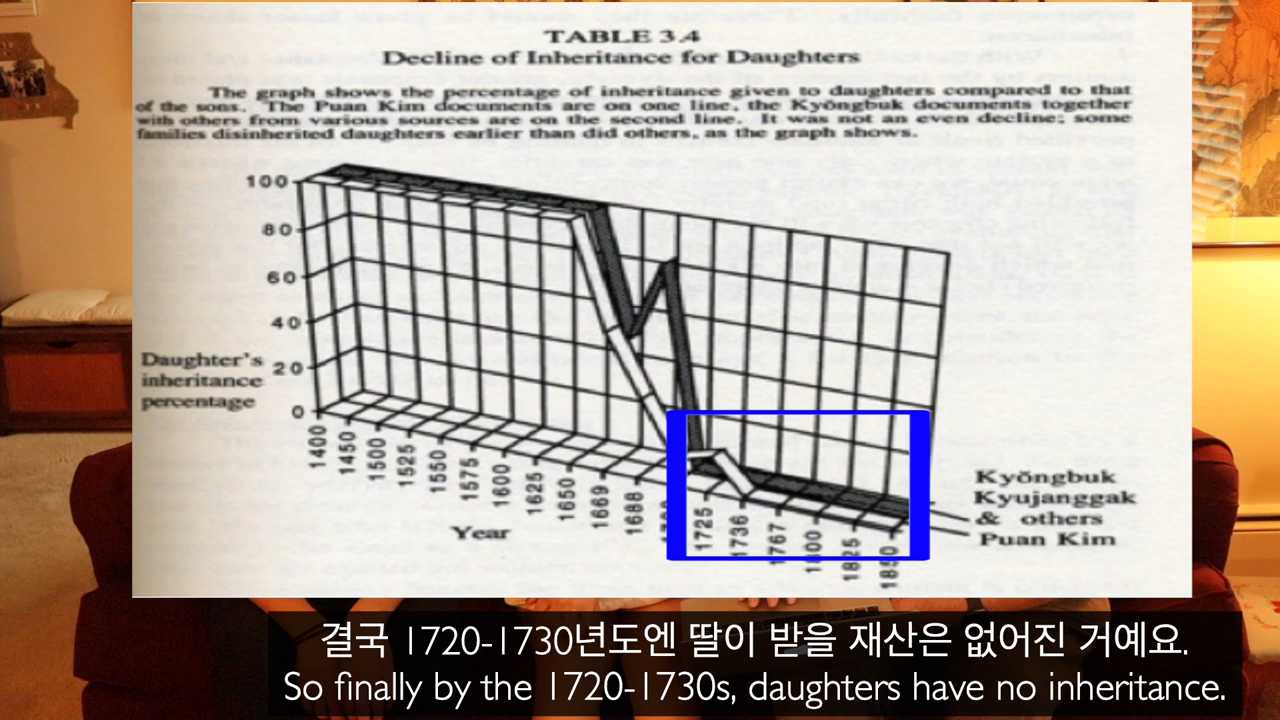 TABLE 3.4
Decline of Inheritance for Daughters
The graph shows the percentage of inheritance given to daughters compared to that
of the sons. The Puan Kim documents are on one line, the Kyŏngbuk documents together
with others from various sources are on the second line. It was not an even decline; some
families disinherited daughters earlier than did others, as the graph shows.
100
80
60
40
20
0
Daughter's
inheritance
percentage
1400
1450
1500
1525
1550
1575
1600
1625
1650
1669
1688
1725
1736
1767
1800
1825
1850
Year
Kyŏngbuk
Kyujanggak
& others
Puan Kim
결국 1720-1730년도엔 딸이 받을 재산은 없어진 거예요.
So finally by the 1720-1730s, daughters have no inheritance.